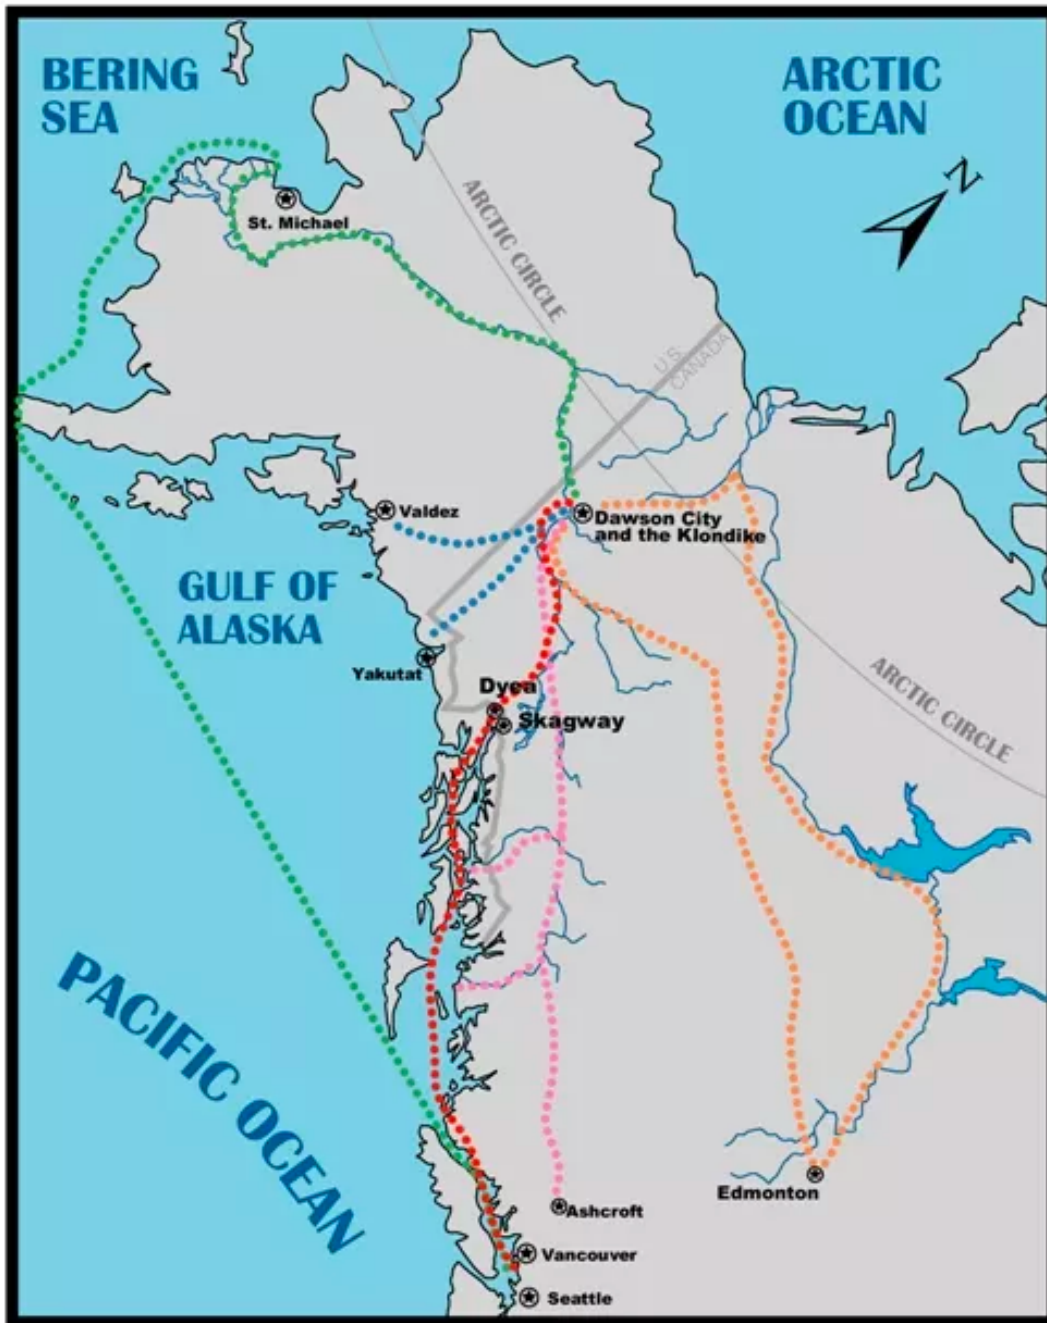 BERING
SEA
ARCTIC
OCEAN
N
ARCTIC CIRCLE
St. Michael
U.S.
CANADA
Valdez
Dawson City
and the Klondike
GULF OF
ALASKA
Yakutat
Dyea
Skagway
ARCTIC CIRCLE
PACIFIC OCEAN
Edmonton
Ashcroft
Vancouver
Seattle